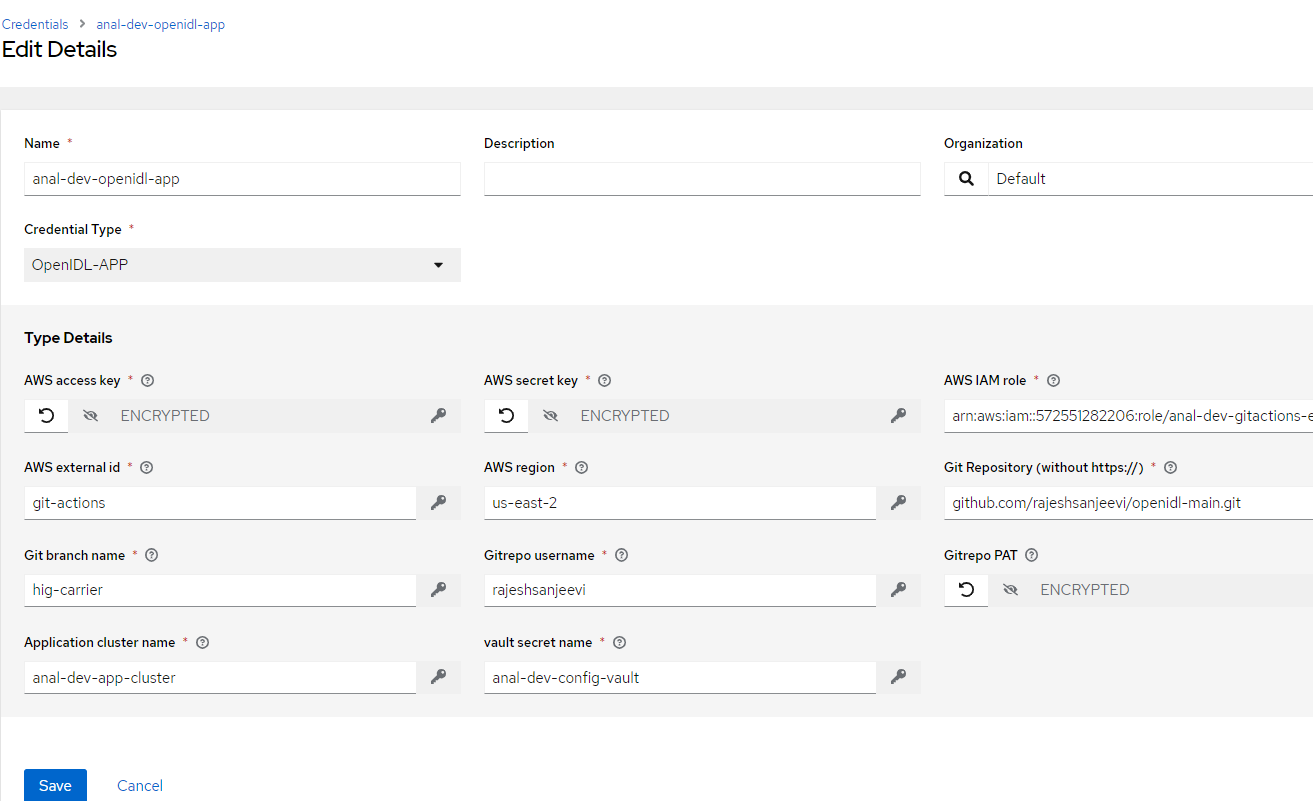 Credentials > anal-dev-openidl-app
Edit Details
Name * Description Organization
anal-dev-openidl-app Default
Credential Type *
OpenIDL-APP
Type Details
AWS access key * AWS secret key * AWS IAM role *
ENCRYPTED ENCRYPTED arn:aws:iam::572551282206:role/anal-dev-gitactions-e
AWS external id * AWS region * Git Repository (without https://) *
git-actions us-east-2 github.com/rajeshsanjeevi/openidl-main.git
Git branch name * Gitrepo username * Gitrepo PAT
hig-carrier rajeshsanjeevi ENCRYPTED
Application cluster name * vault secret name *
anal-dev-app-cluster anal-dev-config-vault
Save Cancel